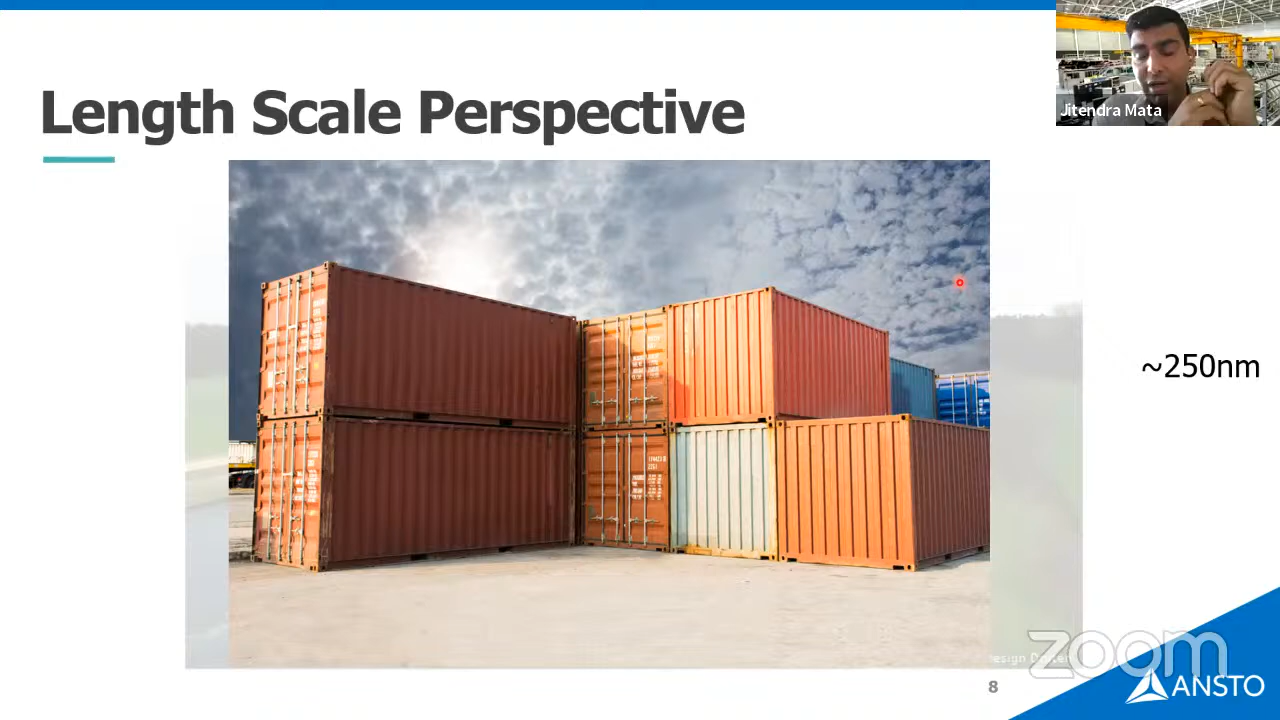 Length Scale Perspective
Jitendra Mata
~250nm
zoom
8
ANSTO